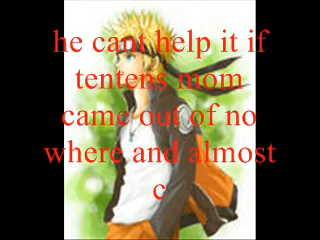 he cant help it if
tentens mom
came out of no
where and almost
c